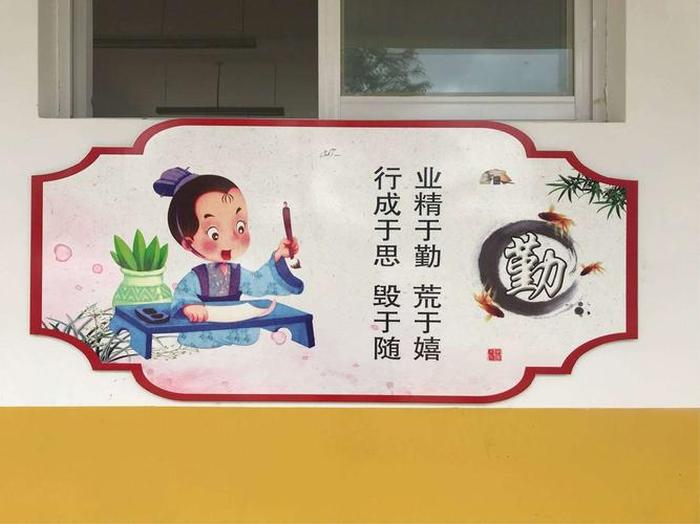 勤
业精于勤 荒于嬉
行成于思 毁于随